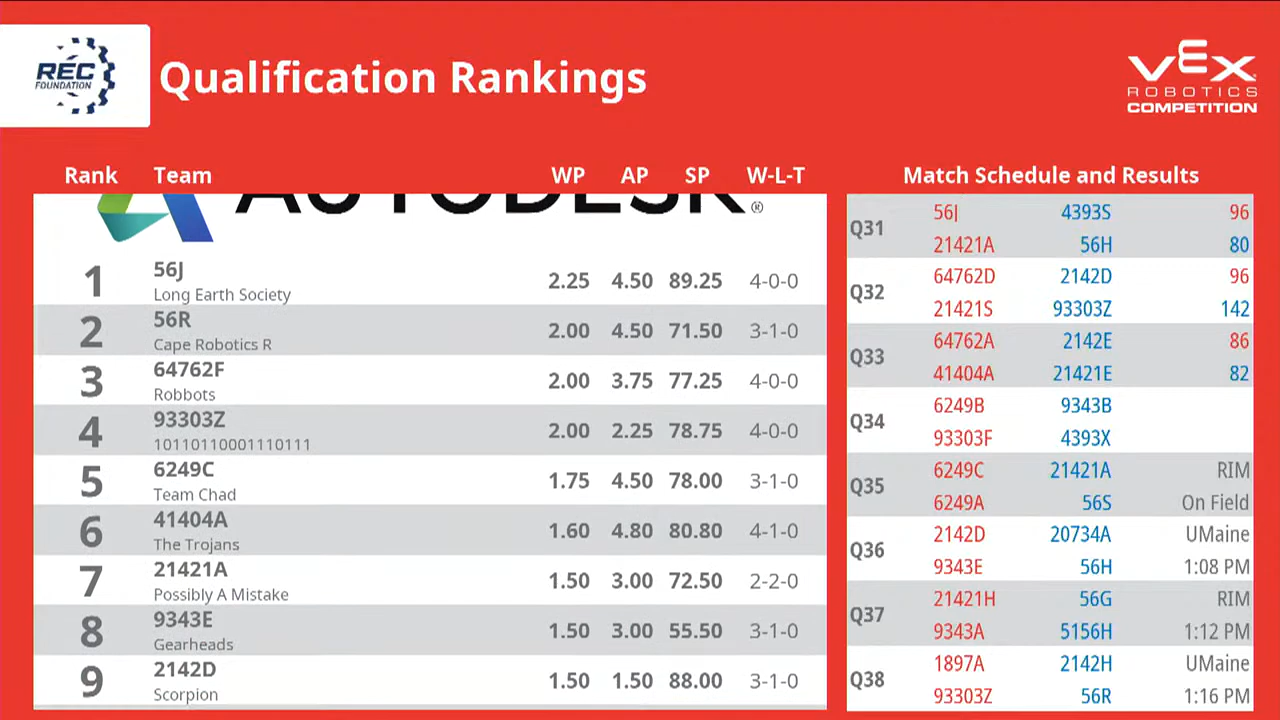 REC
FOUNDATION
Qualification Rankings
VEX
ROBOTICS
COMPETITION
Rank Team WP AP SP W-L-T
AUTODESK®
1 56J 2.25 4.50 89.25 4-0-0
Long Earth Society
2 56R 2.00 4.50 71.50 3-1-0
Cape Robotics R
3 64762F 2.00 3.75 77.25 4-0-0
Robbots
4 93303Z 2.00 2.25 78.75 4-0-0
10110110001110111
5 6249C 1.75 4.50 78.00 3-1-0
Team Chad
6 41404A 1.60 4.80 80.80 4-1-0
The Trojans
7 21421A 1.50 3.00 72.50 2-2-0
Possibly A Mistake
8 9343E 1.50 3.00 55.50 3-1-0
Gearheads
9 2142D 1.50 1.50 88.00 3-1-0
Scorpion
Match Schedule and Results
Q31 56J 4393S 96
21421A 56H 80
Q32 64762D 2142D 96
21421S 93303Z 142
Q33 64762A 2142E 86
41404A 21421E 82
Q34 6249B 9343B
93303F 4393X
Q35 6249C 21421A RIM
6249A 56S On Field
Q36 2142D 20734A UMaine
9343E 56H 1:08 PM
Q37 21421H 56G RIM
9343A 5156H 1:12 PM
Q38 1897A 2142H UMaine
93303Z 56R 1:16 PM